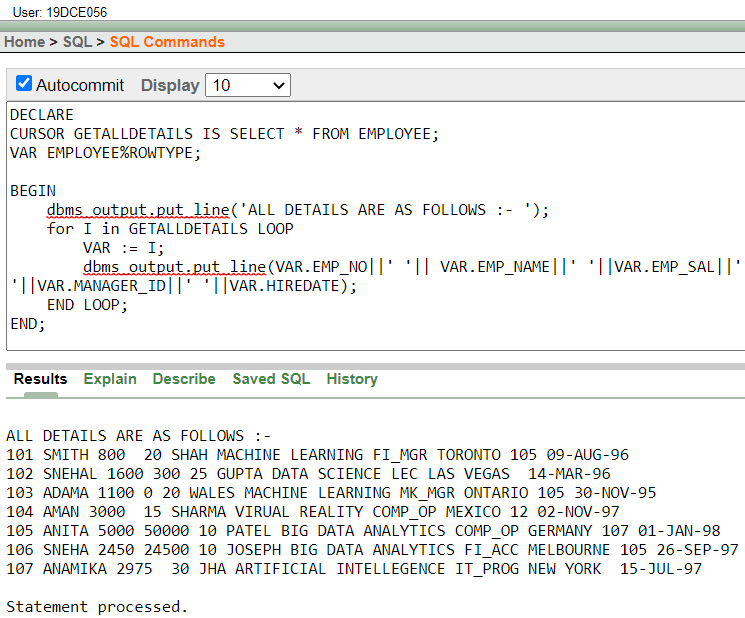 User: 19DCE056
Home > SQL > SQL Commands
Autocommit Display 10
DECLARE
CURSOR GETALLDETAILS IS SELECT * FROM EMPLOYEE;
VAR EMPLOYEE%ROWTYPE;
BEGIN
dbms_output.put_line('ALL DETAILS ARE AS FOLLOWS :- ');
for I in GETALLDETAILS LOOP
VAR := I;
dbms_output.put_line(VAR.EMP_NO||' '|| VAR.EMP_NAME||' '||VAR.EMP_SAL||'
'||VAR.MANAGER_ID||' '||VAR.HIREDATE);
END LOOP;
END;
Results Explain Describe Saved SQL History
ALL DETAILS ARE AS FOLLOWS :-
101 SMITH 800  20 SHAH MACHINE LEARNING FI_MGR TORONTO 105 09-AUG-96
102 SNEHAL 1600 300 25 GUPTA DATA SCIENCE LEC LAS VEGAS  14-MAR-96
103 ADAMA 1100 0 20 WALES MACHINE LEARNING MK_MGR ONTARIO 105 30-NOV-95
104 AMAN 3000  15 SHARMA VIRUAL REALITY COMP_OP MEXICO 12 02-NOV-97
105 ANITA 5000 50000 10 PATEL BIG DATA ANALYTICS COMP_OP GERMANY 107 01-JAN-98
106 SNEHA 2450 24500 10 JOSEPH BIG DATA ANALYTICS FI_ACC MELBOURNE 105 26-SEP-97
107 ANAMIKA 2975  30 JHA ARTIFICIAL INTELLEGENCE IT_PROG NEW YORK  15-JUL-97
Statement processed.